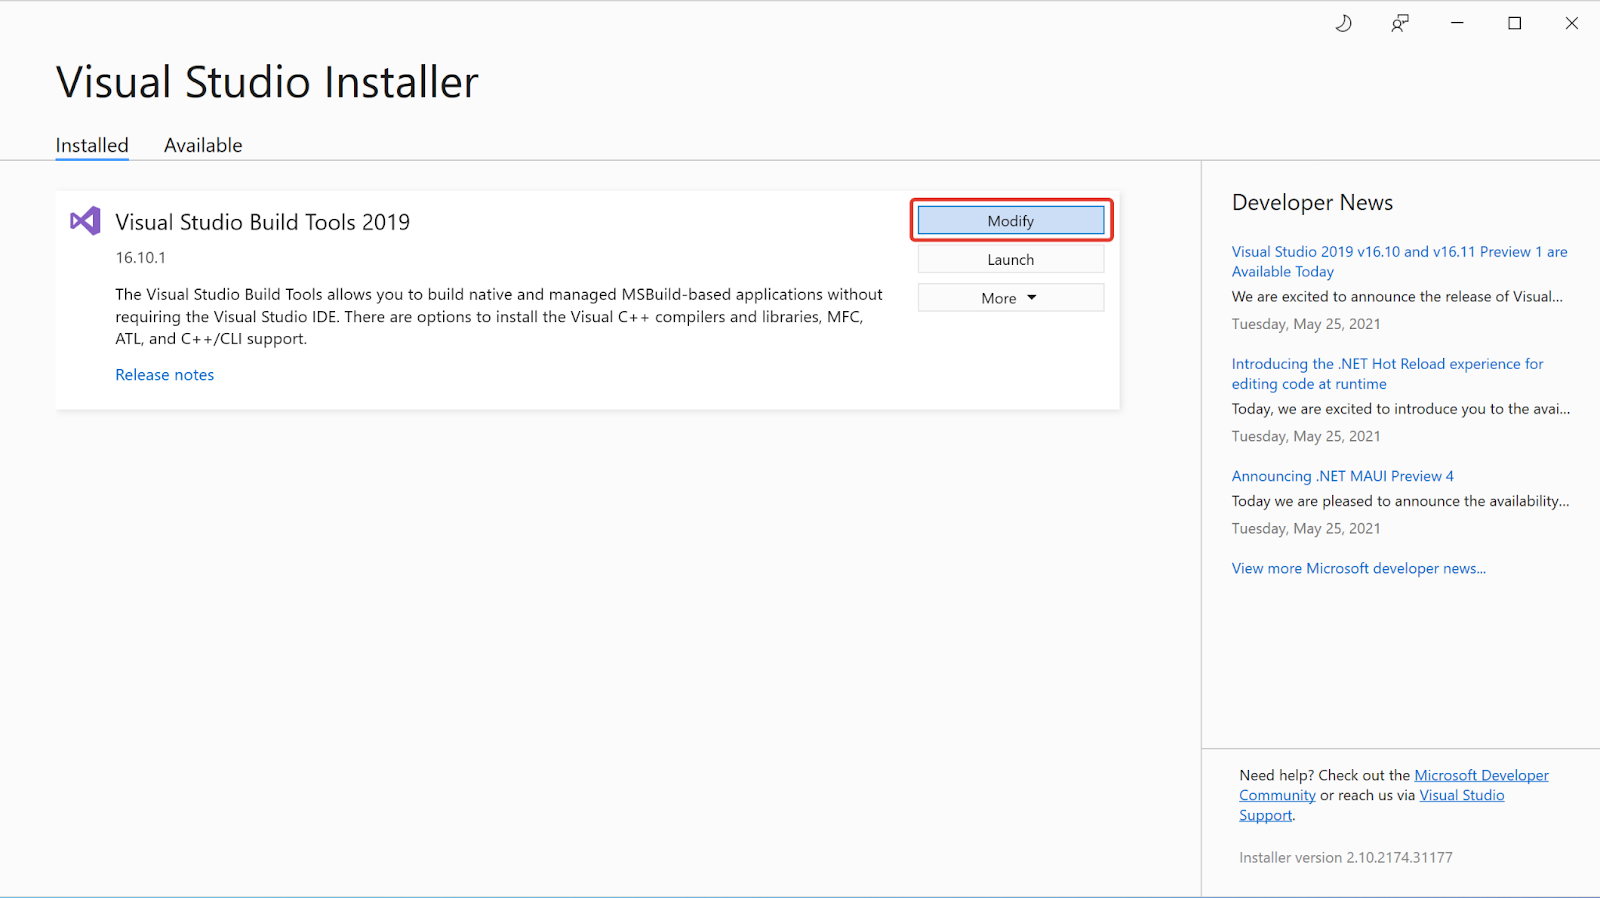 Visual Studio Installer
Installed
Available
Visual Studio Build Tools 2019
16.10.1
The Visual Studio Build Tools allows you to build native and managed MSBuild-based applications without
requiring the Visual Studio IDE. There are options to install the Visual C++ compilers and libraries, MFC,
ATL, and C++/CLI support.
Release notes
Modify
Launch
More
Developer News
Visual Studio 2019 v16.10 and v16.11 Preview 1 are
Available Today
We are excited to announce the release of Visual...
Tuesday, May 25, 2021
Introducing the .NET Hot Reload experience for
editing code at runtime
Today, we are excited to introduce you to the avai...
Tuesday, May 25, 2021
Announcing .NET MAUI Preview 4
Today we are pleased to announce the availability...
Tuesday, May 25, 2021
View more Microsoft developer news...
Need help? Check out the Microsoft Developer
Community or reach us via Visual Studio
Support.
Installer version 2.10.2174.31177